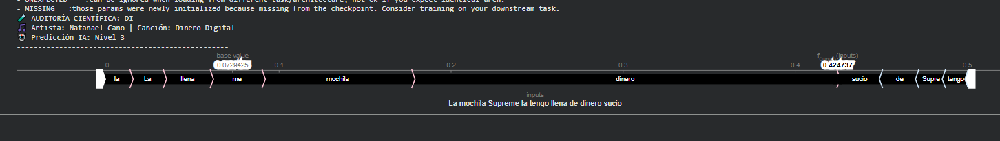 - UNEXPECTED :can be ignored when loading from different task/architecture; not ok if you expect identical arch.
- MISSING :those params were newly initialized because missing from the checkpoint. Consider training on your downstream task.
🧪 AUDITORÍA CIENTÍFICA: DI
🎵 Artista: Natanael Cano | Canción: Dinero Digital
💀 Predicción IA: Nivel 3
--------------------------------------------------
base value f (inputs)
0 0.0729425 0.1 0.2 0.3 0.4 0.424737 0.5
la La llena me mochila dinero sucio de Supre tengo
inputs
La mochila Supreme la tengo llena de dinero sucio